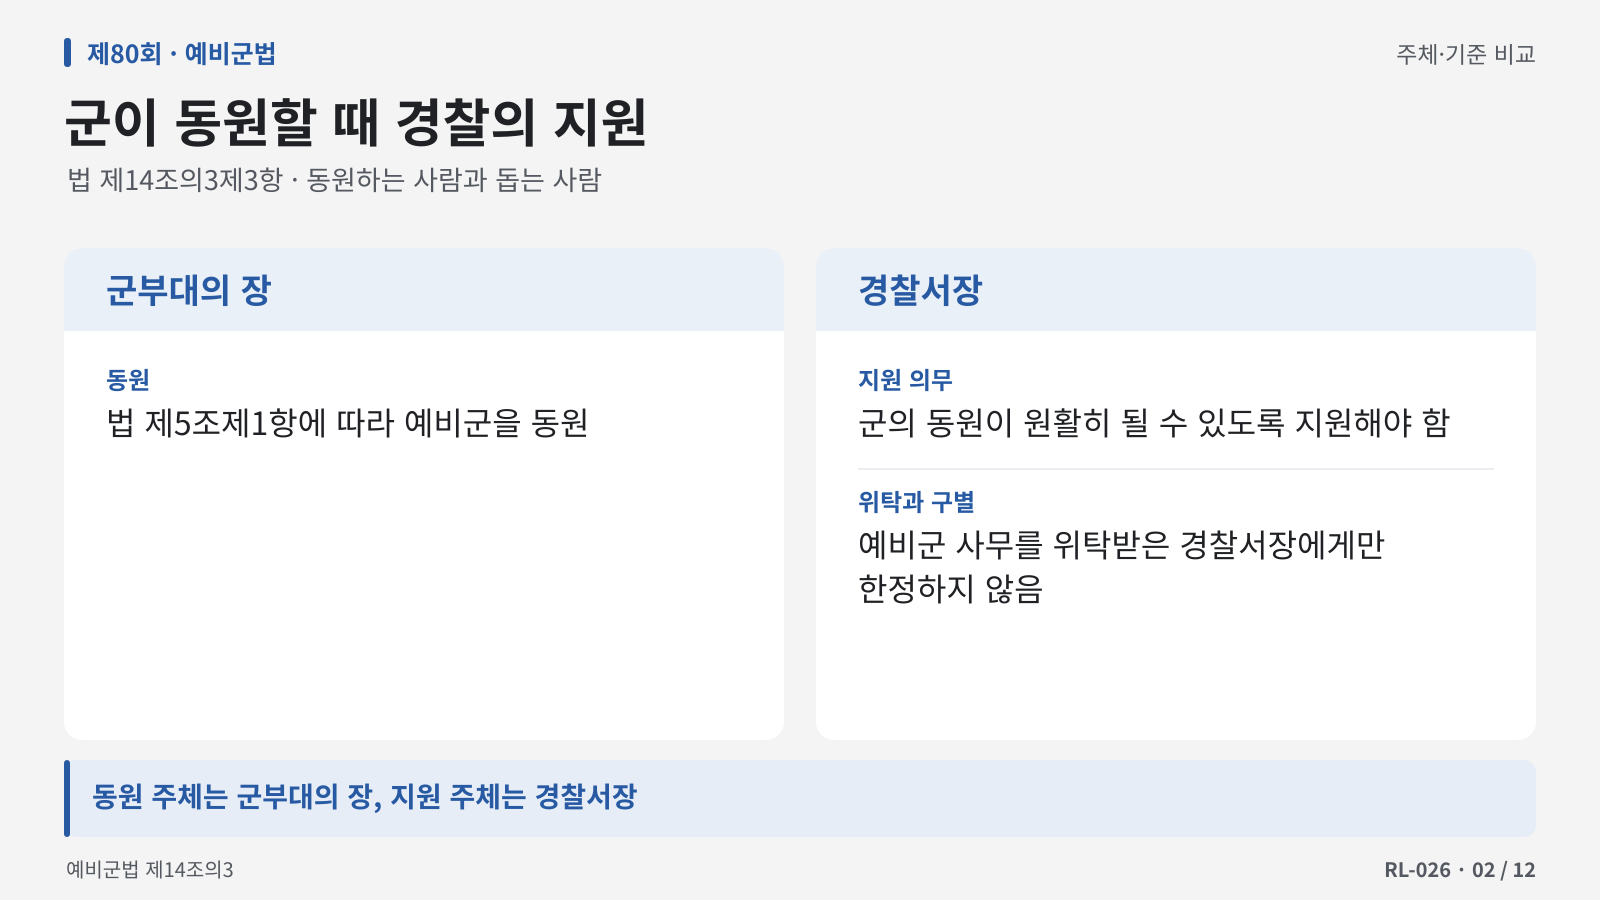 제80회 · 예비군법
주체·기준 비교
군이 동원할 때 경찰의 지원
법 제14조의3제3항 · 동원하는 사람과 돕는 사람
군부대의 장
동원
법 제5조제1항에 따라 예비군을 동원
경찰서장
지원 의무
군의 동원이 원활히 될 수 있도록 지원해야 함
위탁과 구별
예비군 사무를 위탁받은 경찰서장에게만
한정하지 않음
동원 주체는 군부대의 장, 지원 주체는 경찰서장
예비군법 제14조의3
RL-026 · 02 / 12